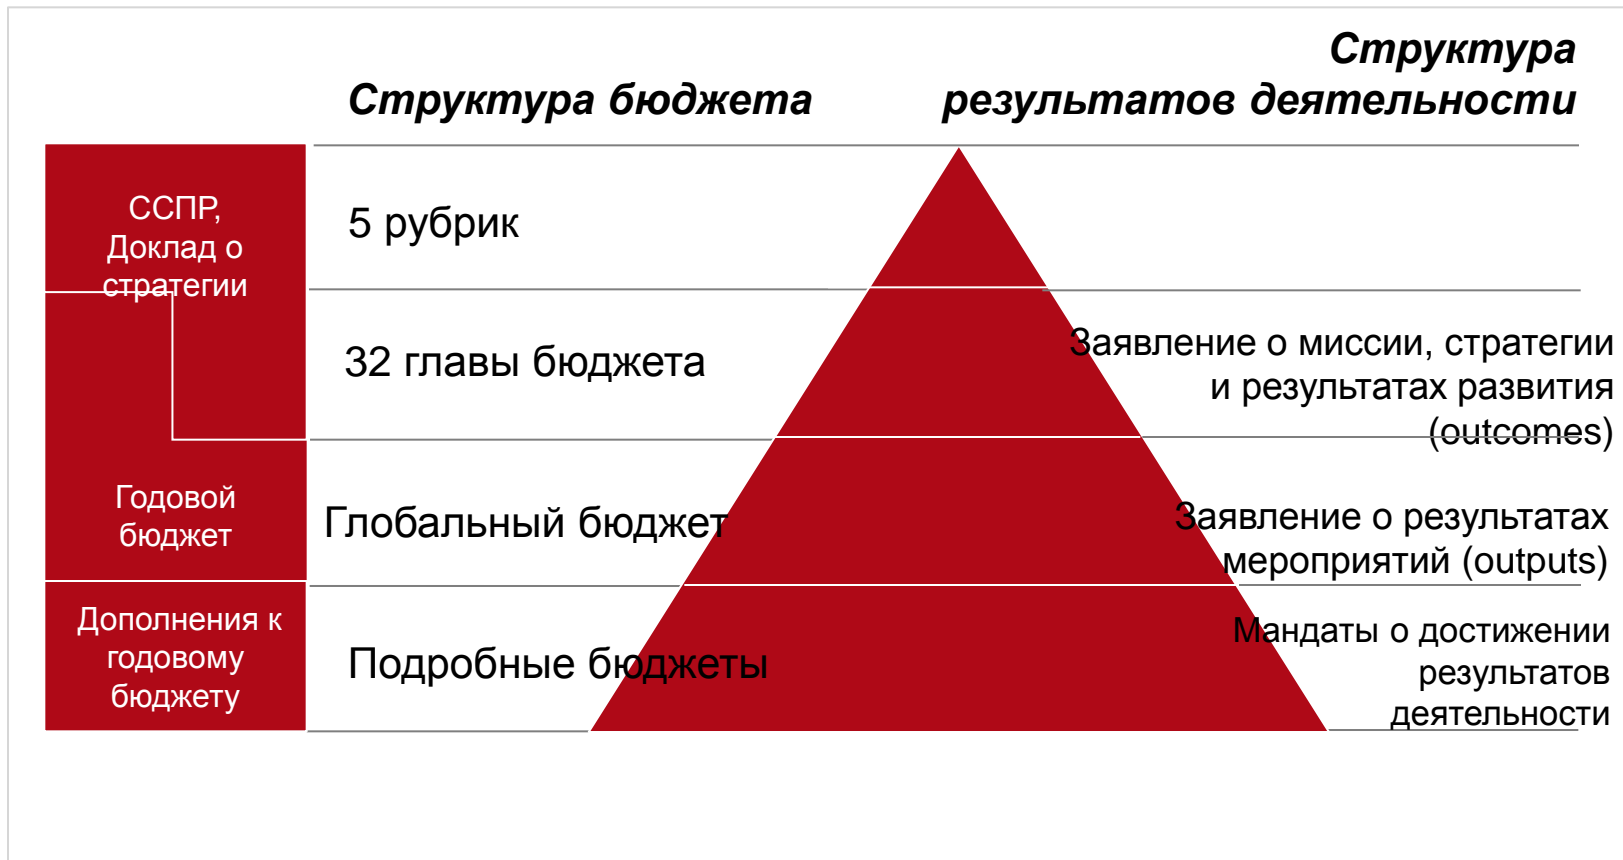 Структура бюджета
Структура
результатов деятельности
ССПР,
Доклад о
стратегии
5 рубрик
32 главы бюджета
Заявление о миссии, стратегии
и результатах развития
(outcomes)
Годовой
бюджет
Глобальный бюджет
Заявление о результатах
мероприятий (outputs)
Дополнения к
годовому
бюджету
Подробные бюджеты
Мандаты о достижении
результатов
деятельности